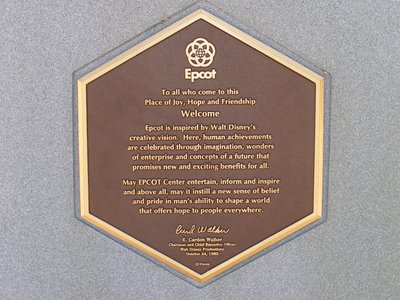 Epcot
To all who come to this
Place of Joy, Hope and Friendship
Welcome
Epcot is inspired by Walt Disney's
creative vision. Here, human achievements
are celebrated through imagination, wonders
of enterprise and concepts of a future that
promises new and exciting benefits for all.
May EPCOT Center entertain, inform and inspire
and above all, may it instill a new sense of belief
and pride in man's ability to shape a world
that offers hope to people everywhere.
Card Walker
E. Cardon Walker
Chairman and Chief Executive Officer
Walt Disney Productions
October 24, 1982
© Disney